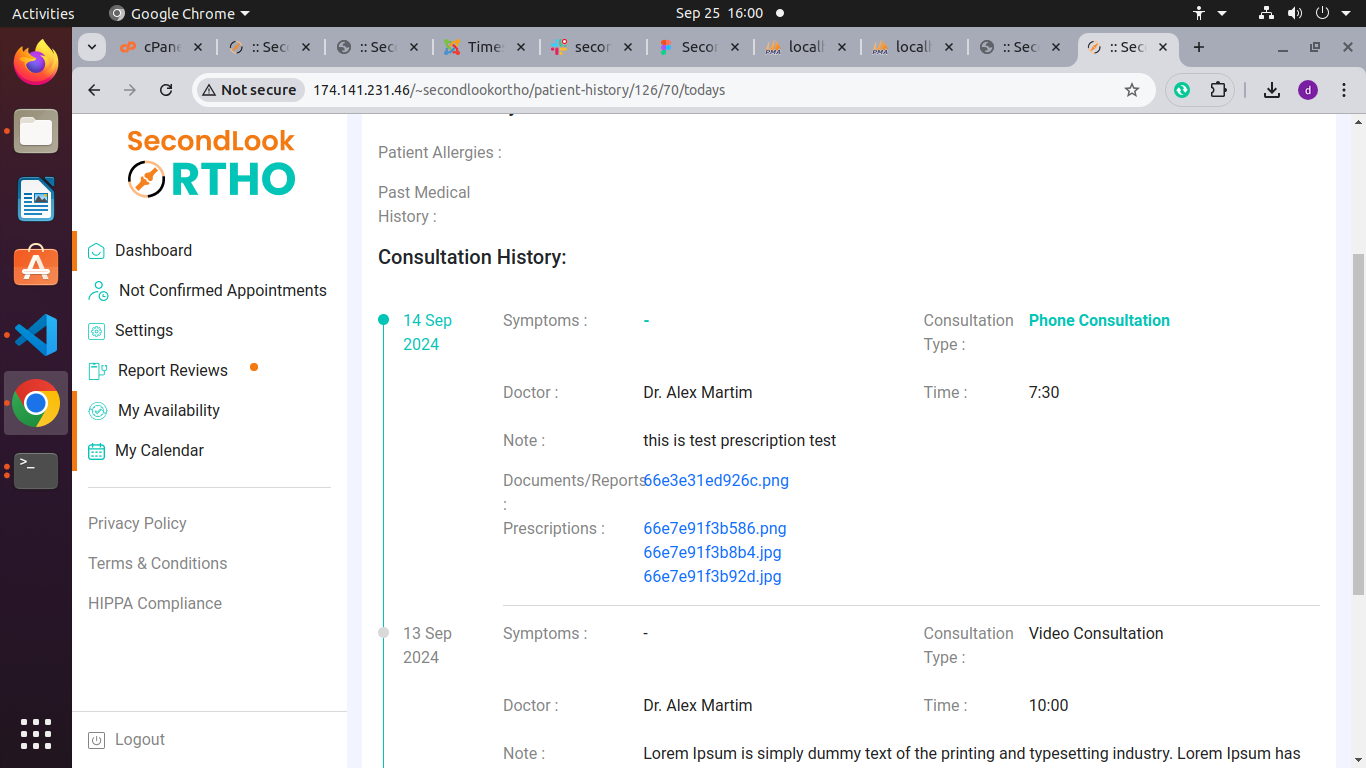 Activities
Google Chrome
Sep 25 16:00
cPane
:: Seco
:: Seco
Time
secon
Secon
locall
locall
:: Seco
:: Sec
Not secure
174.141.231.46/~secondlookortho/patient-history/126/70/todays
d
SecondLook
ORTHO
Dashboard
Not Confirmed Appointments
Settings
Report Reviews
My Availability
My Calendar
Privacy Policy
Terms & Conditions
HIPPA Compliance
Logout
Patient Allergies :
Past Medical
History :
Consultation History:
14 Sep
2024
Symptoms :
-
Consultation
Type :
Phone Consultation
Doctor :
Dr. Alex Martim
Time :
7:30
Note :
this is test prescription test
Documents/Reports
:
66e3e31ed926c.png
Prescriptions :
66e7e91f3b586.png
66e7e91f3b8b4.jpg
66e7e91f3b92d.jpg
13 Sep
2024
Symptoms :
-
Consultation
Type :
Video Consultation
Doctor :
Dr. Alex Martim
Time :
10:00
Note :
Lorem Ipsum is simply dummy text of the printing and typesetting industry. Lorem Ipsum has